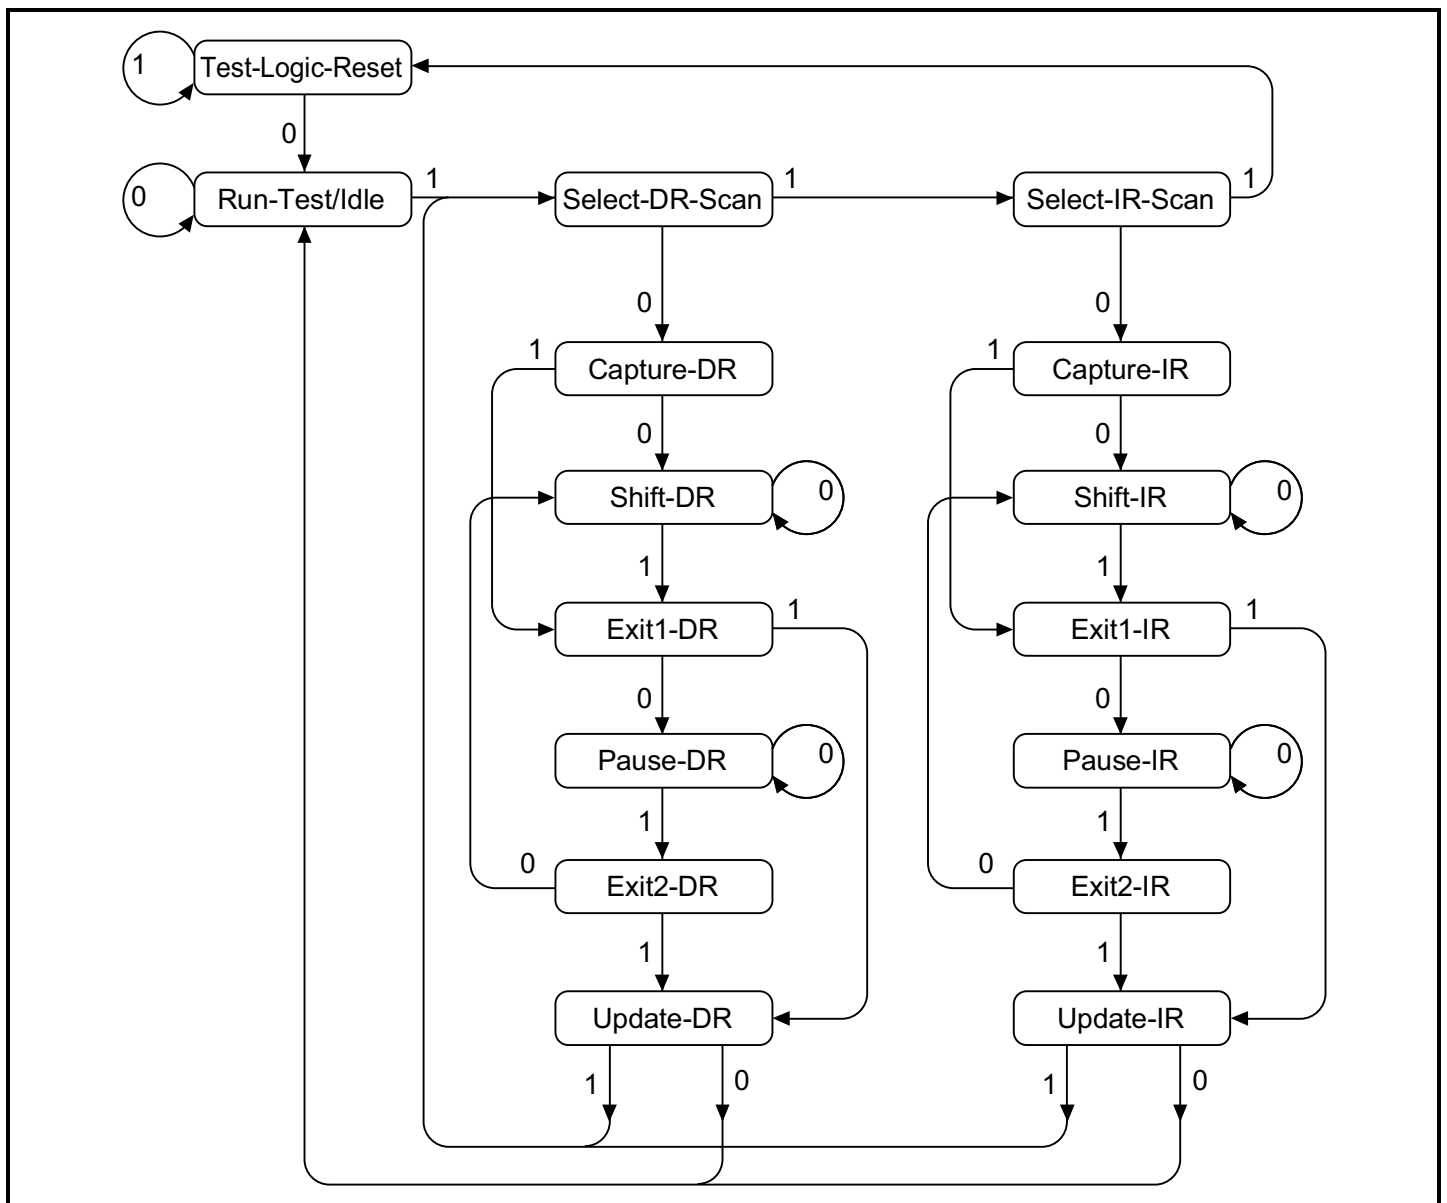 1
Test-Logic-Reset
0
0
Run-Test/Idle
1
Select-DR-Scan
1
Select-IR-Scan
1
0
0
1
Capture-DR
1
Capture-IR
0
0
Shift-DR
0
Shift-IR
0
1
1
Exit1-DR
1
Exit1-IR
1
0
0
Pause-DR
0
Pause-IR
0
1
1
0
Exit2-DR
0
Exit2-IR
1
1
Update-DR
Update-IR
1
0
1
0